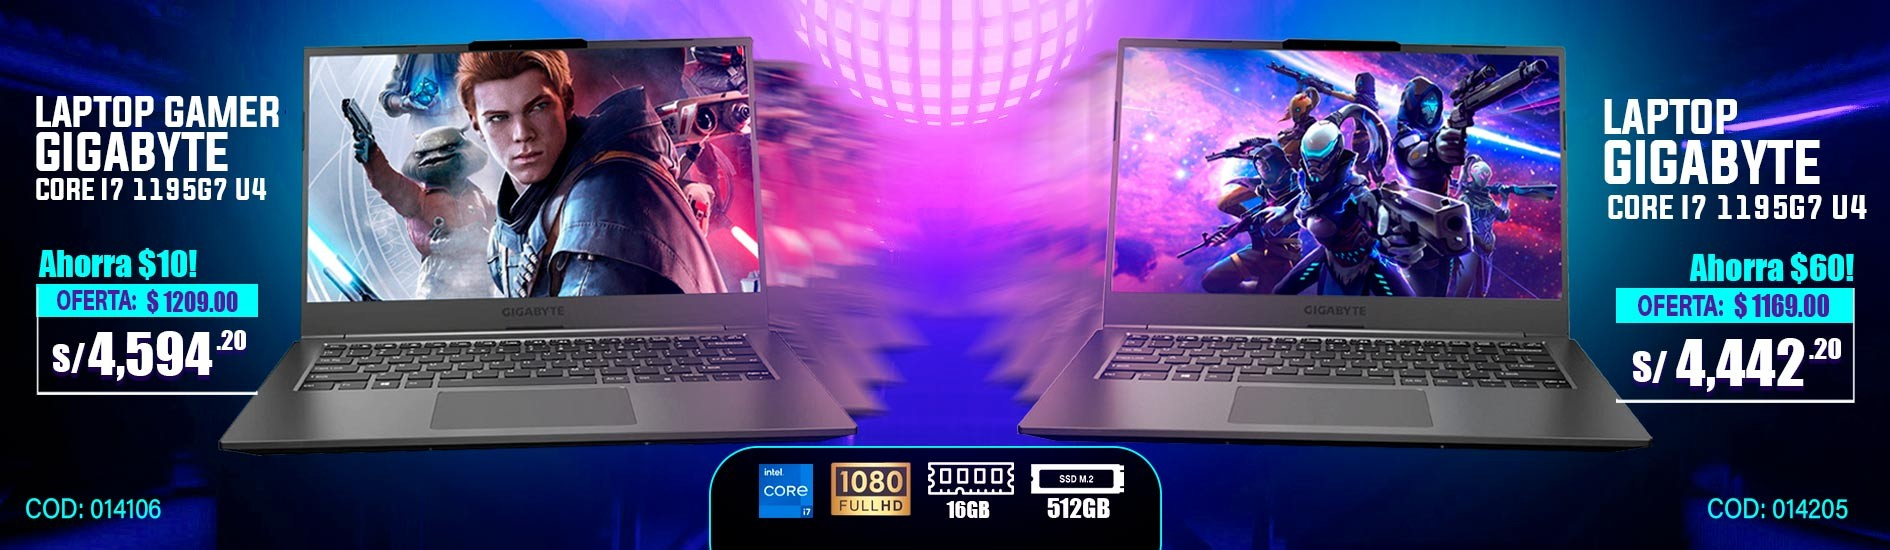 LAPTOP GAMER
GIGABYTE
CORE I7 1195G7 U4
Ahorra $10!
OFERTA: $ 1209.00
S/4,594.20
COD: 014106
GIGABYTE
GIGABYTE
LAPTOP
GIGABYTE
CORE I7 1195G7 U4
Ahorra $60!
OFERTA: $ 1169.00
S/ 4,442.20
COD: 014205
intel
CORE
i7
1080
FULL HD
16GB
SSD M.2
512GB